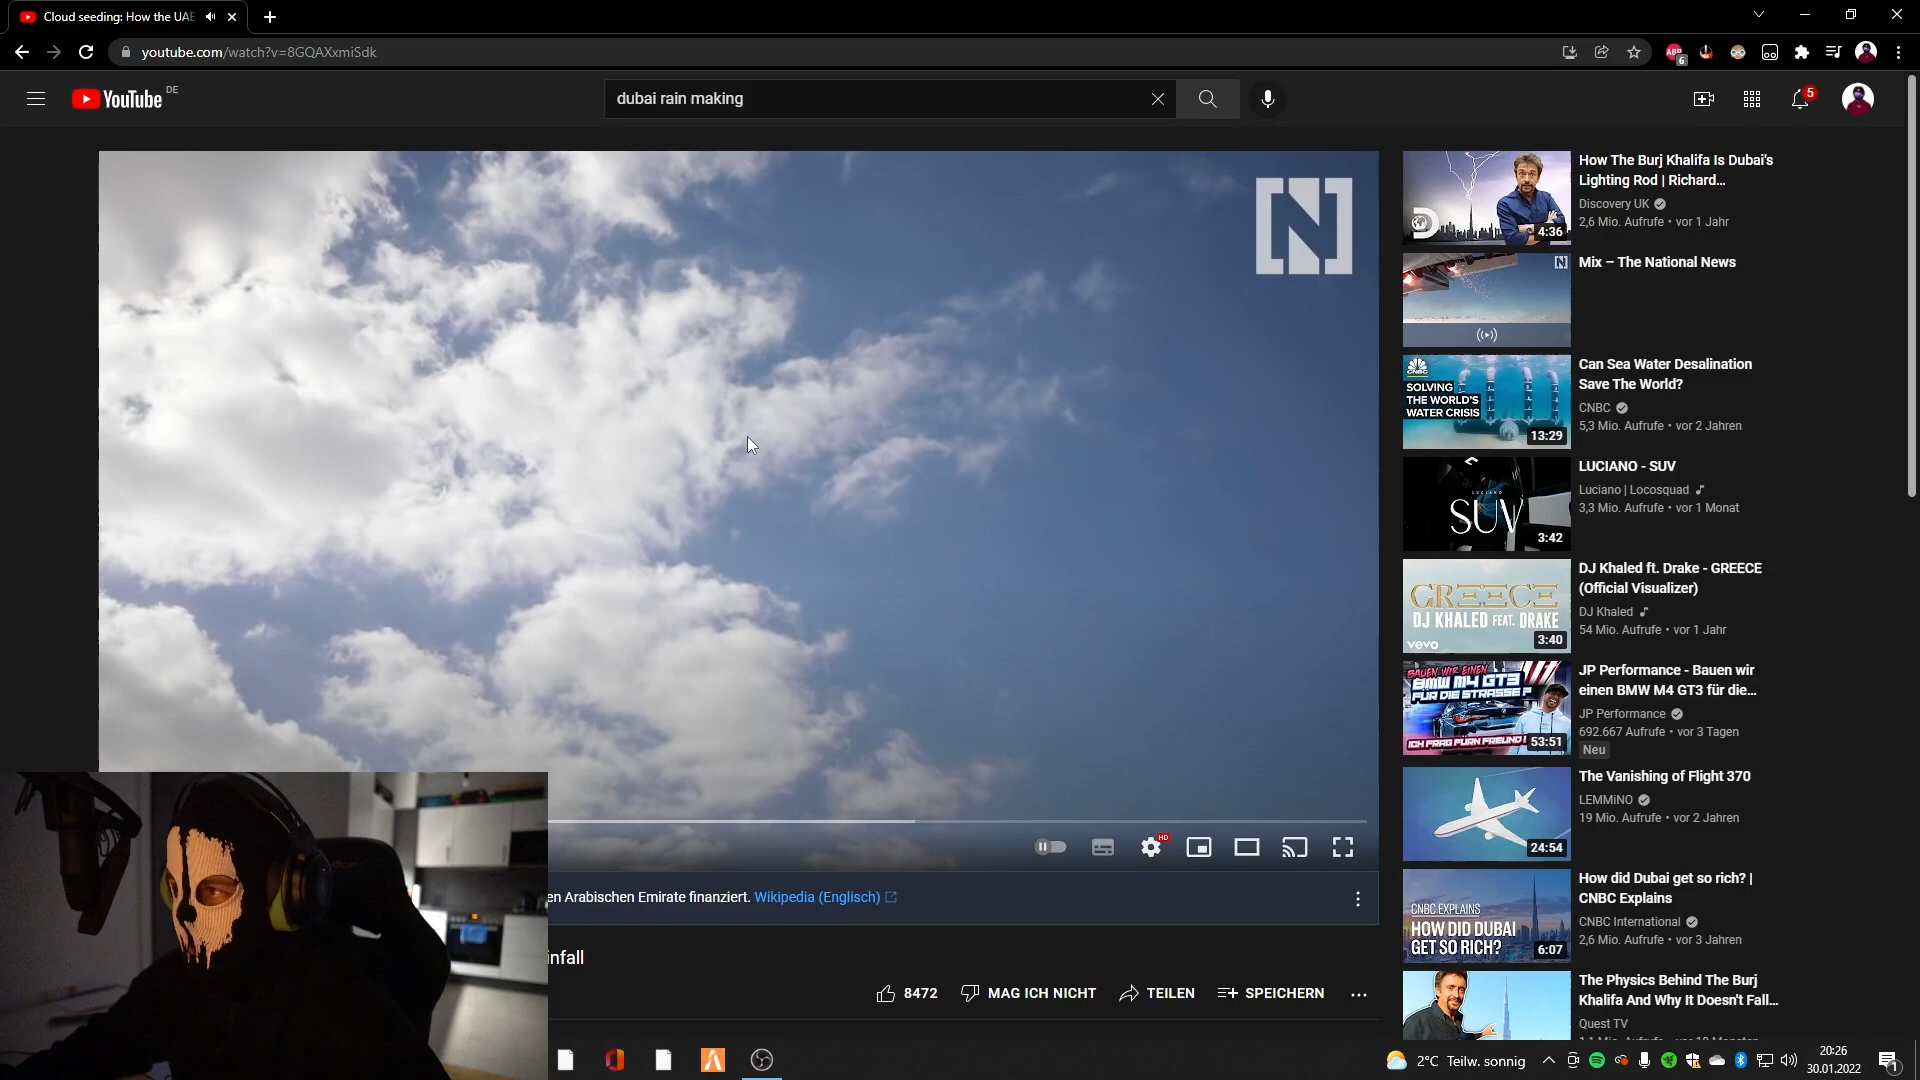 Cloud seeding: How the UAE
youtube.com/watch?v=8GQAXxmiSdk
ABP
6
YouTube DE
dubai rain making
5
[N]
How The Burj Khalifa Is Dubai's
Lighting Rod | Richard...
Discovery UK
2,6 Mio. Aufrufe • vor 1 Jahr
4:36
Mix – The National News
CNBC
SOLVING
THE WORLD'S
WATER CRISIS
13:29
Can Sea Water Desalination
Save The World?
CNBC
5,3 Mio. Aufrufe • vor 2 Jahren
LUCIANO
SUV
3:42
LUCIANO - SUV
Luciano | Locosquad
3,3 Mio. Aufrufe • vor 1 Monat
GREECE
DJ KHALED FEAT. DRAKE
vevo
3:40
DJ Khaled ft. Drake - GREECE
(Official Visualizer)
DJ Khaled
54 Mio. Aufrufe • vor 1 Jahr
BAUEN WIR EINEN
BMW M4 GT3
FÜR DIE STRASSE?
ICH FRAG FÜRN FREUND!
53:51
JP Performance - Bauen wir
einen BMW M4 GT3 für die...
JP Performance
692.667 Aufrufe • vor 3 Tagen
Neu
24:54
The Vanishing of Flight 370
LEMMiNO
19 Mio. Aufrufe • vor 2 Jahren
CNBC EXPLAINS
HOW DID DUBAI
GET SO RICH?
6:07
How did Dubai get so rich? |
CNBC Explains
CNBC International
2,6 Mio. Aufrufe • vor 3 Jahren
The Physics Behind The Burj
Khalifa And Why It Doesn't Fall...
Quest TV
HD
en Arabischen Emirate finanziert. Wikipedia (Englisch)
infall
8472 MAG ICH NICHT TEILEN SPEICHERN
2°C Teilw. sonnig
20:26
30.01.2022
1